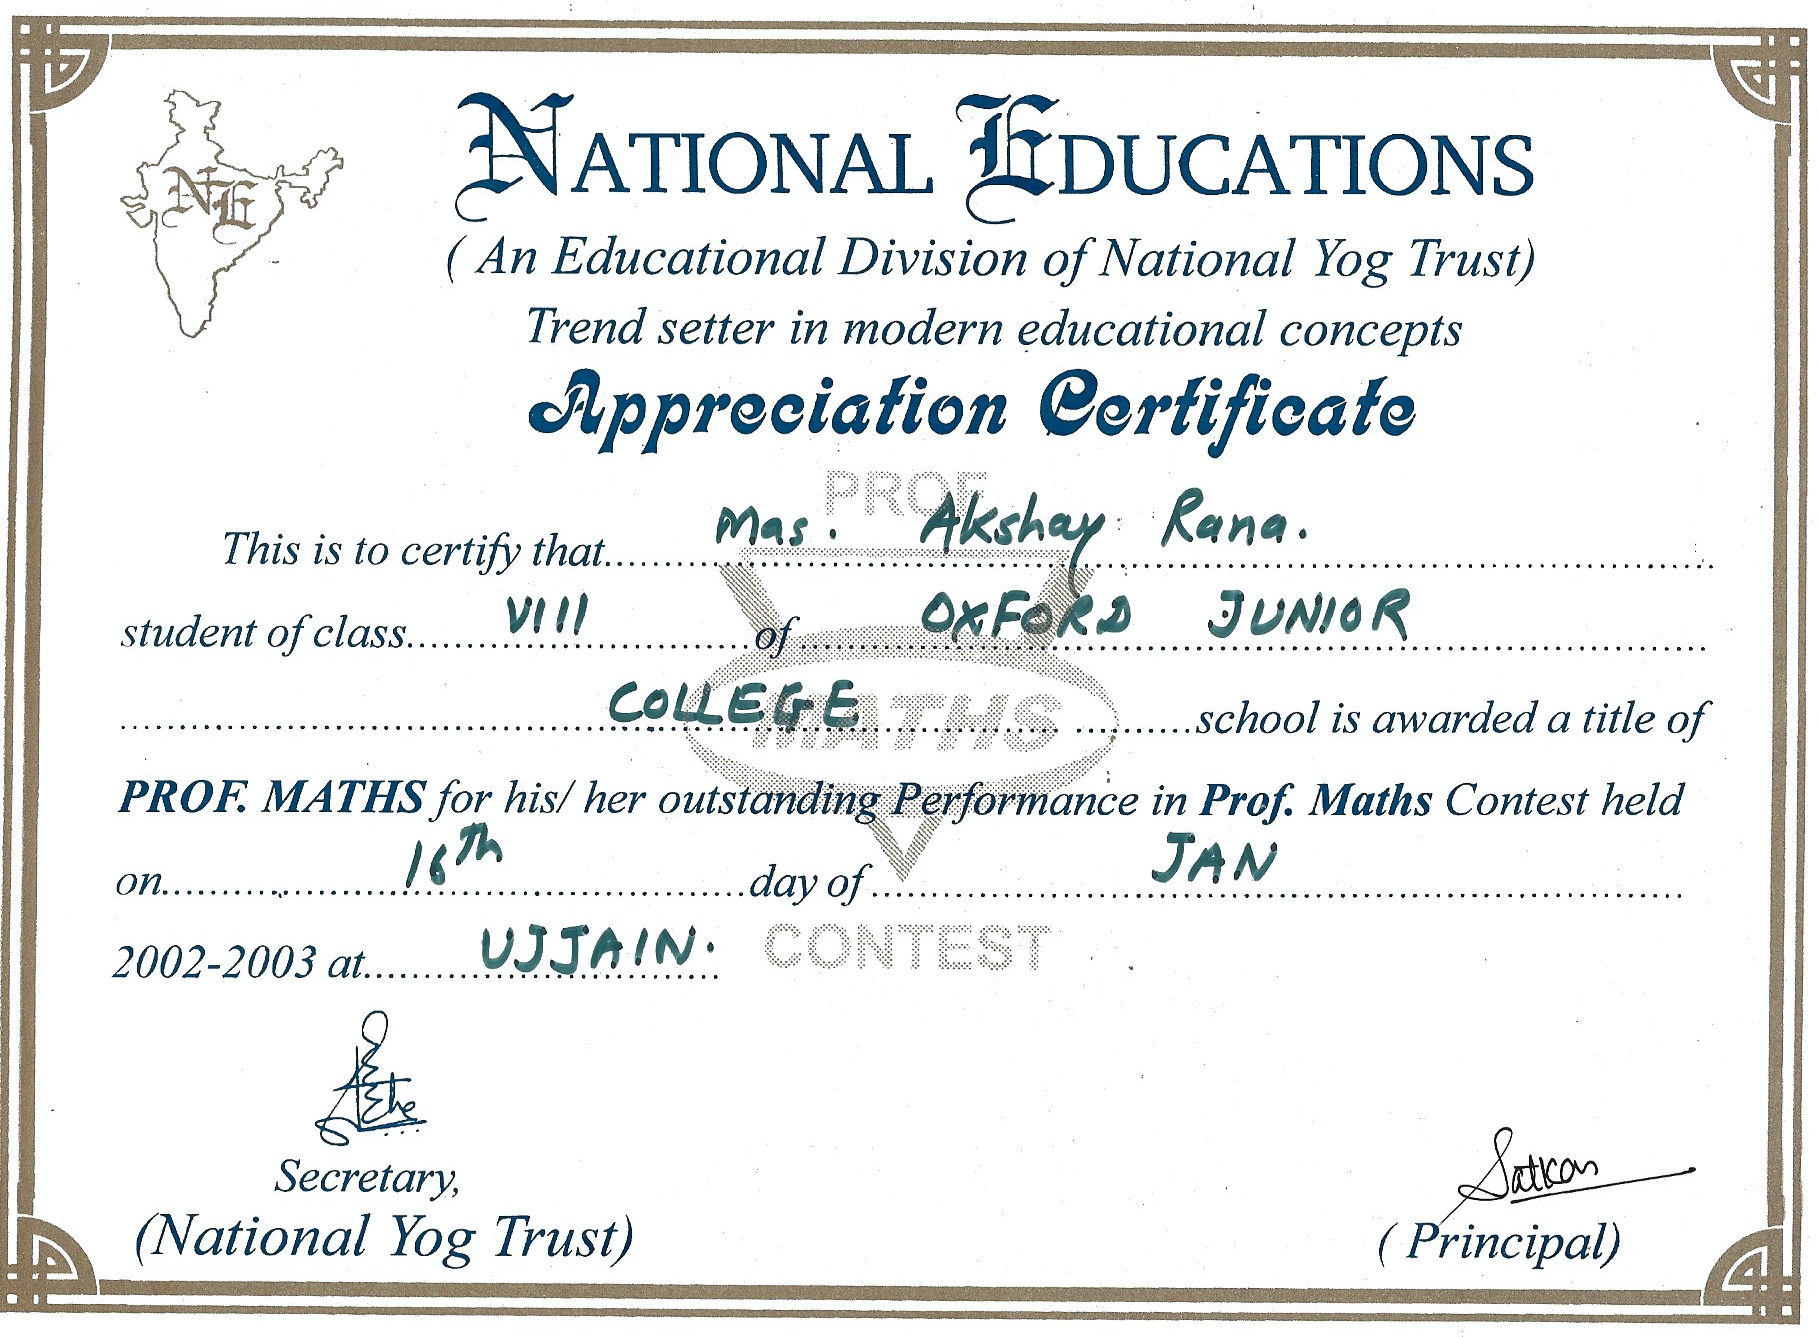 NE
NATIONAL EDUCATIONS
( An Educational Division of National Yog Trust)
Trend setter in modern educational concepts
Appreciation Certificate
PROF.
This is to certify that......Mas. Akshay Rana.
student of class......VIII......of......OXFORD JUNIOR
......COLLEGE......school is awarded a title of
MATHS
PROF. MATHS for his/ her outstanding Performance in Prof. Maths Contest held
on......16Th......day of......JAN
2002-2003 at......UJJAIN.
CONTEST
Secretary,
(National Yog Trust)
( Principal)